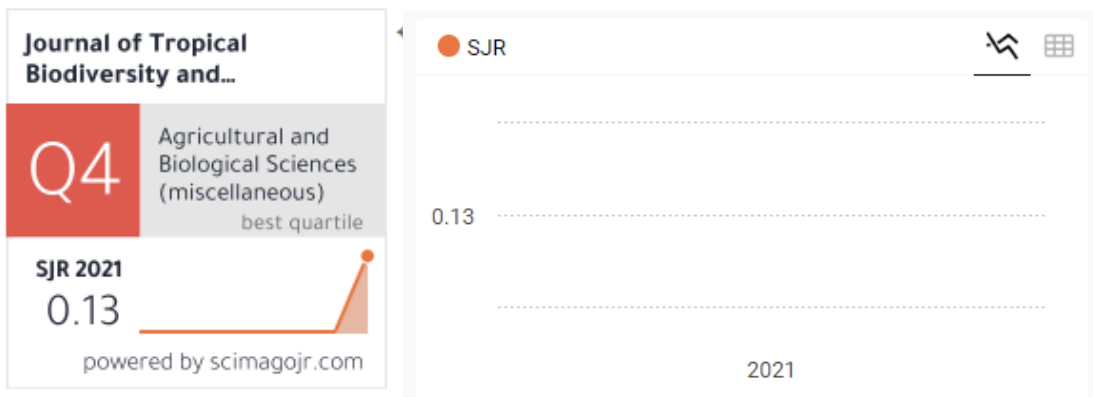 Journal of Tropical
Biodiversity and...
Q4
Agricultural and
Biological Sciences
(miscellaneous)
best quartile
SJR 2021
0.13
powered by scimagojr.com
SJR
0.13
2021